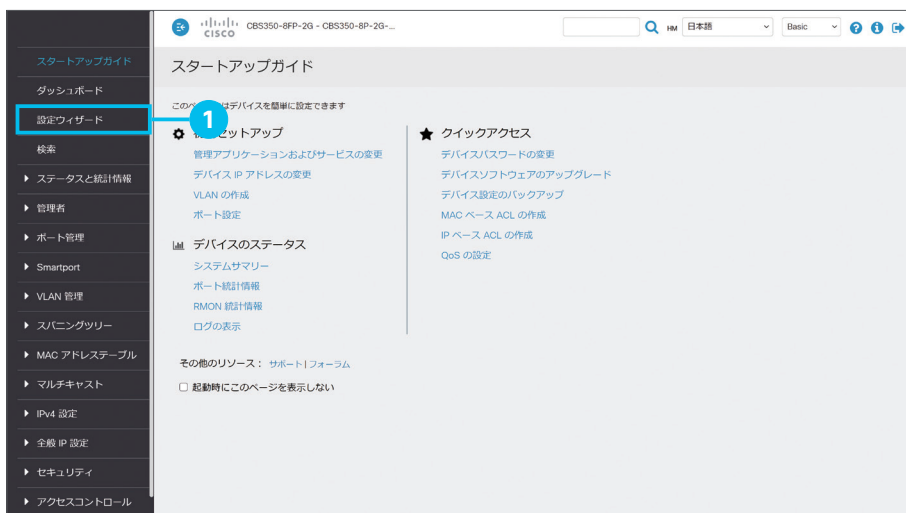 cisco
CBS350-8FP-2G - CBS350-8P-2G-...
HM
日本語
Basic
スタートアップガイド
ダッシュボード
設定ウィザード
検索
ステータスと統計情報
管理者
ポート管理
Smartport
VLAN 管理
スパニングツリー
MAC アドレステーブル
マルチキャスト
IPv4 設定
全般 IP 設定
セキュリティ
アクセスコントロール
スタートアップガイド
はデバイスを簡単に設定できます
1
セットアップ
管理アプリケーションおよびサービスの変更
デバイス IP アドレスの変更
VLAN の作成
ポート設定
デバイスのステータス
システムサマリー
ポート統計情報
RMON 統計情報
ログの表示
クイックアクセス
デバイスパスワードの変更
デバイスソフトウェアのアップグレード
デバイス設定のバックアップ
MAC ベース ACL の作成
IP ベース ACL の作成
QoS の設定
その他のリソース： サポート | フォーラム
起動時にこのページを表示しない